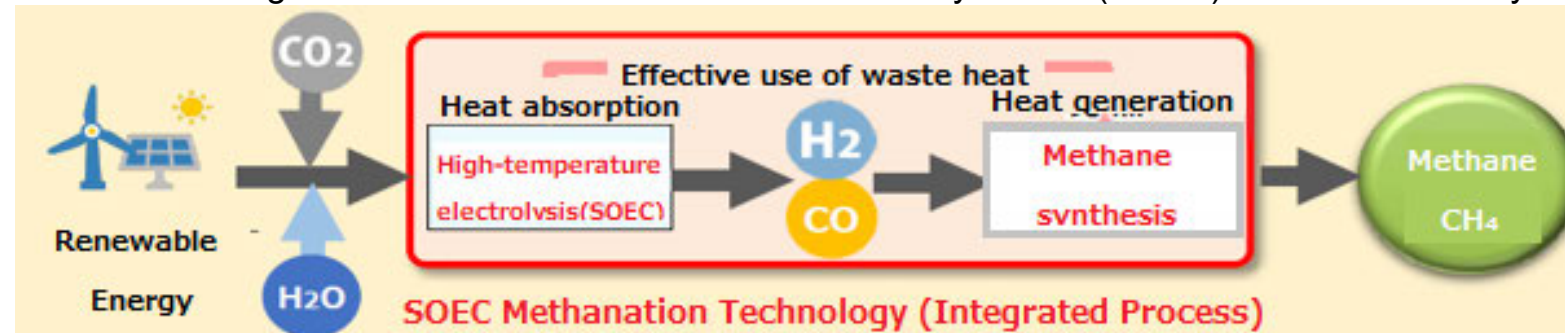 CO2
Effective use of waste heat
Heat absorption
Heat generation
High-temperature
electrolysis(SOEC)
H2
CO
Methane
synthesis
Methane
CH₄
Renewable
Energy
H2O
SOEC Methanation Technology (Integrated Process)